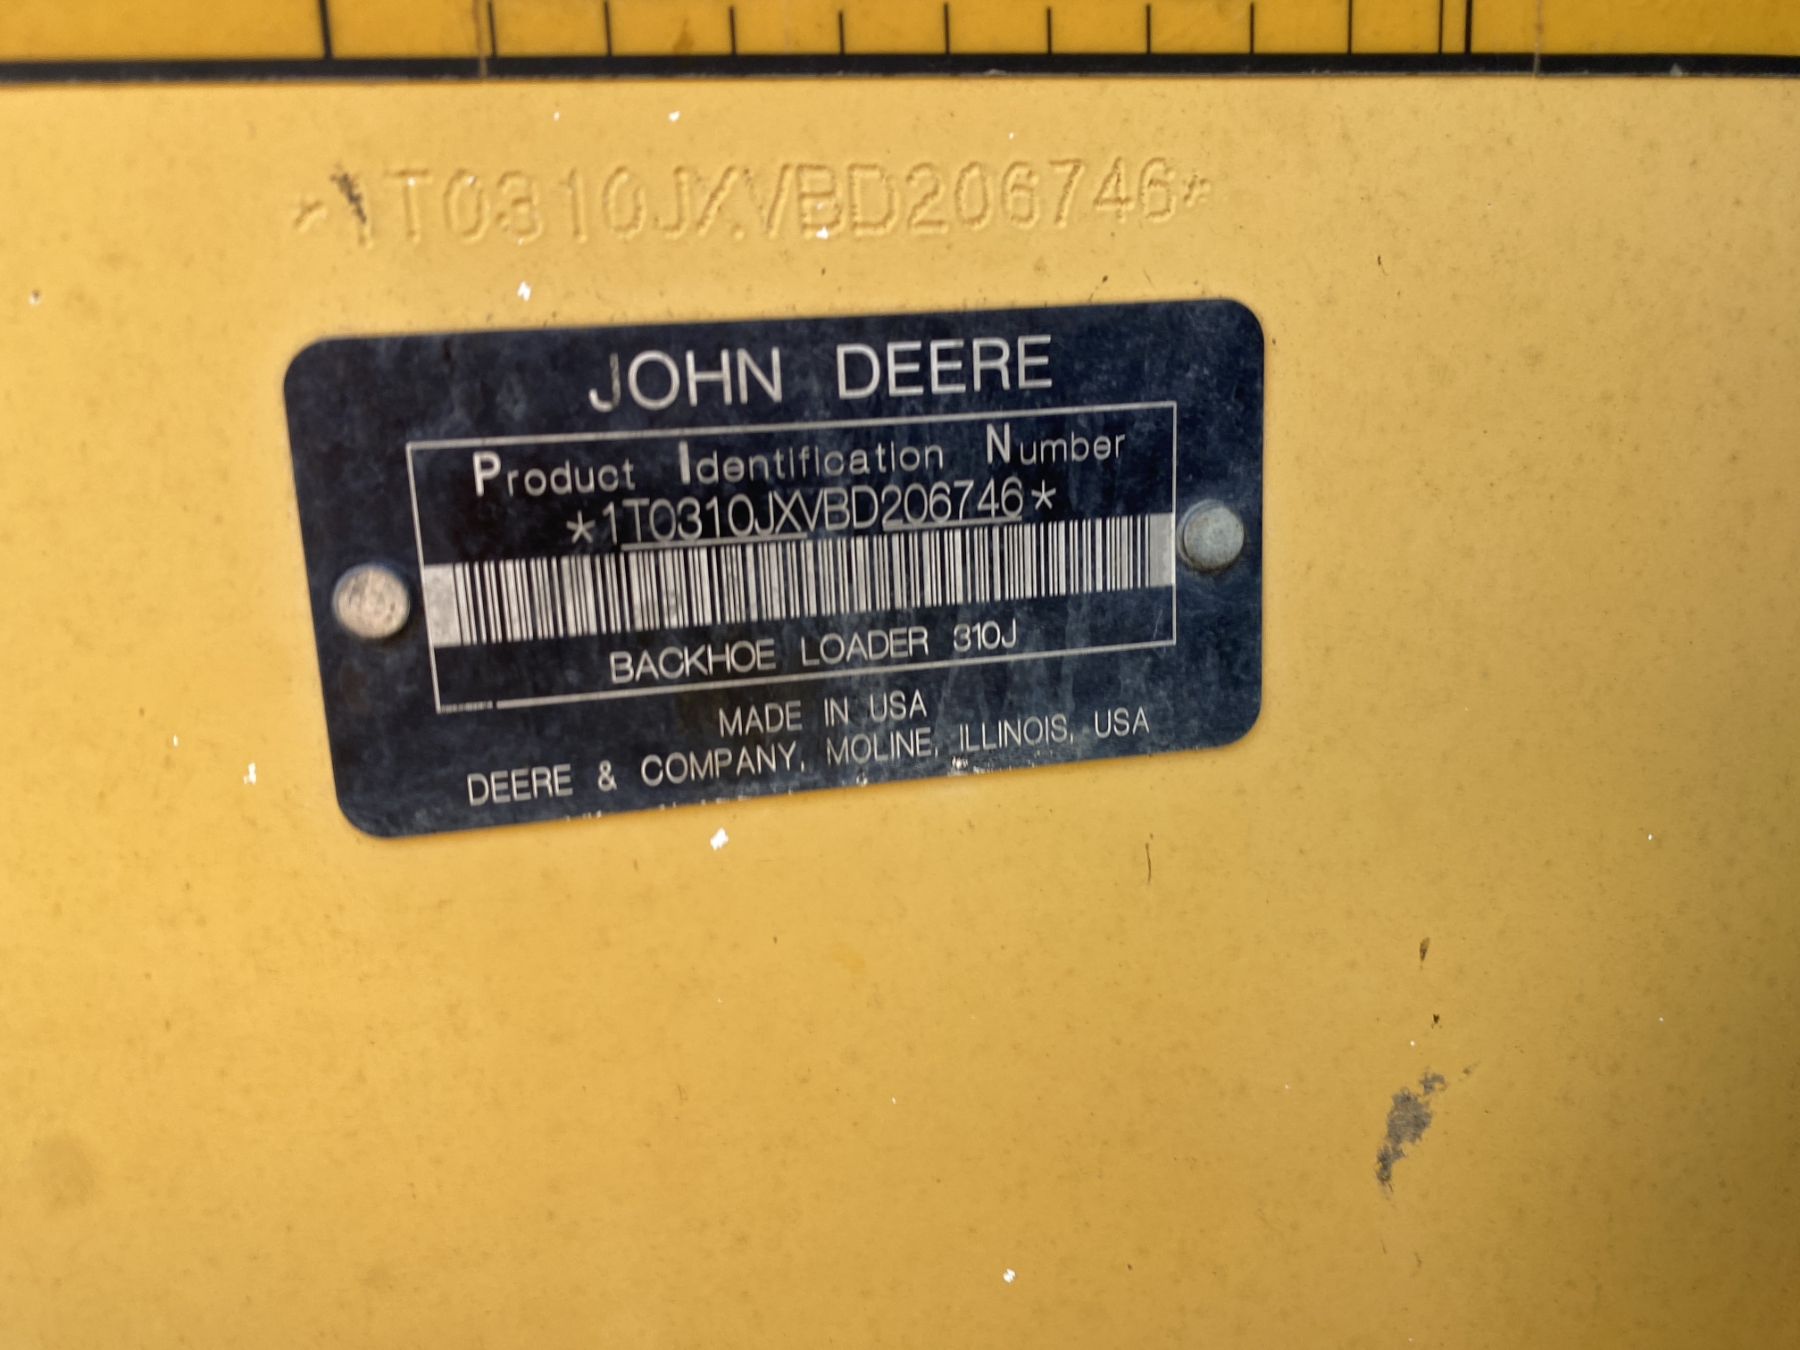 *1T0310JXVBD206746*
JOHN DEERE
Product Identification Number
*1T0310JXVBD206746*
BACKHOE LOADER 310J
MADE IN USA
DEERE & COMPANY, MOLINE, ILLINOIS, USA